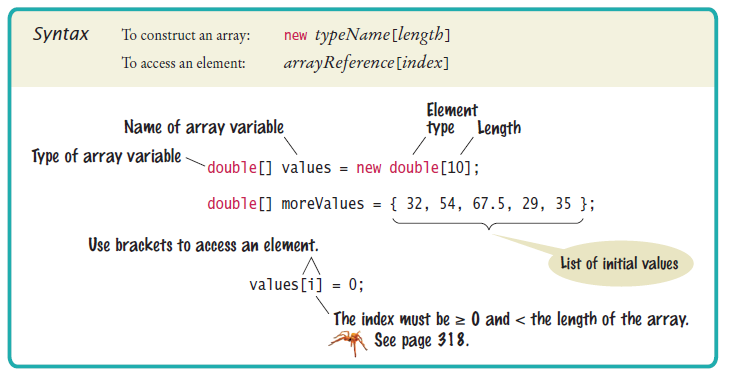 Syntax To construct an array: new typeName[length]
To access an element: arrayReference[index]
Name of array variable
Element
type Length
Type of array variable
double[] values = new double[10];
double[] moreValues = { 32, 54, 67.5, 29, 35 };
Use brackets to access an element.
List of initial values
values[i] = 0;
The index must be ≥ 0 and < the length of the array.
See page 318.